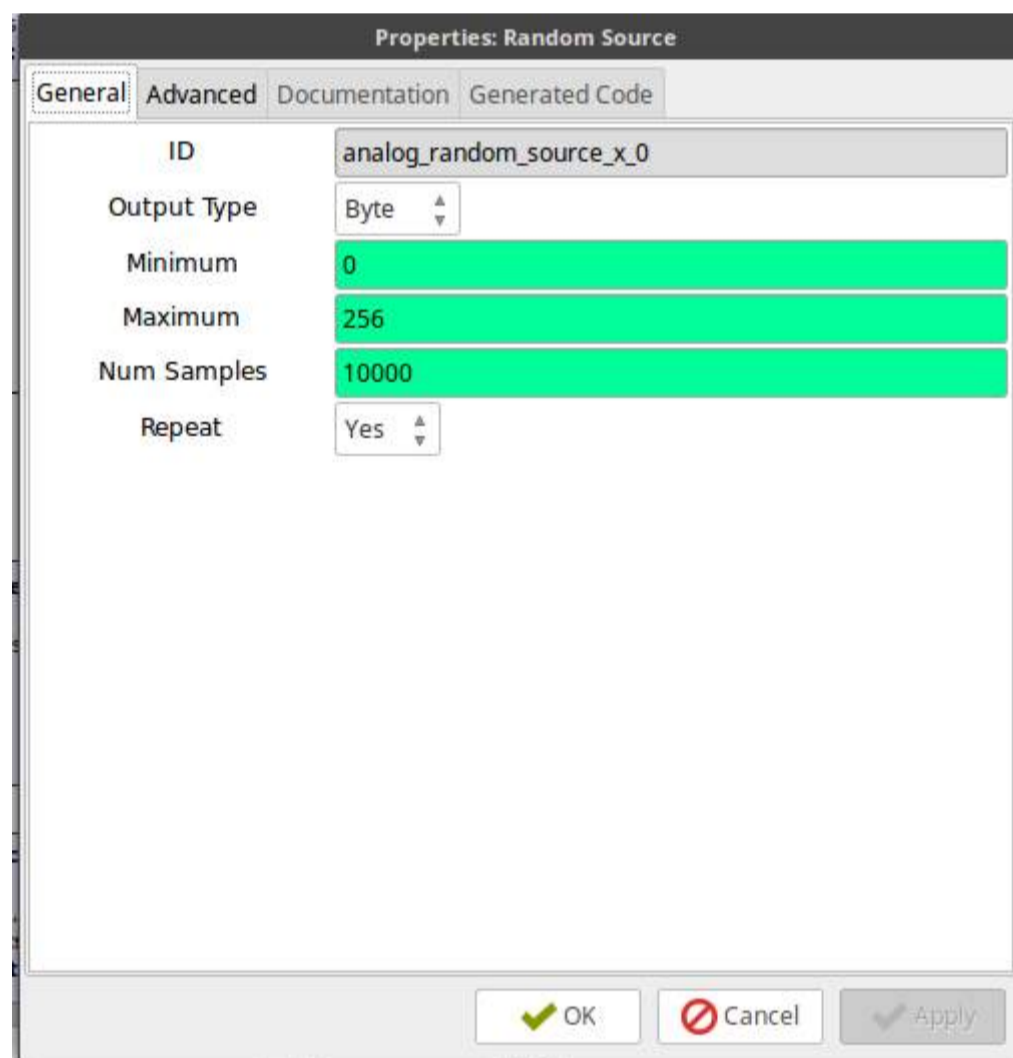 Properties: Random Source
General Advanced Documentation Generated Code
ID analog_random_source_x_0
Output Type Byte
Minimum 0
Maximum 256
Num Samples 10000
Repeat Yes
OK Cancel Apply